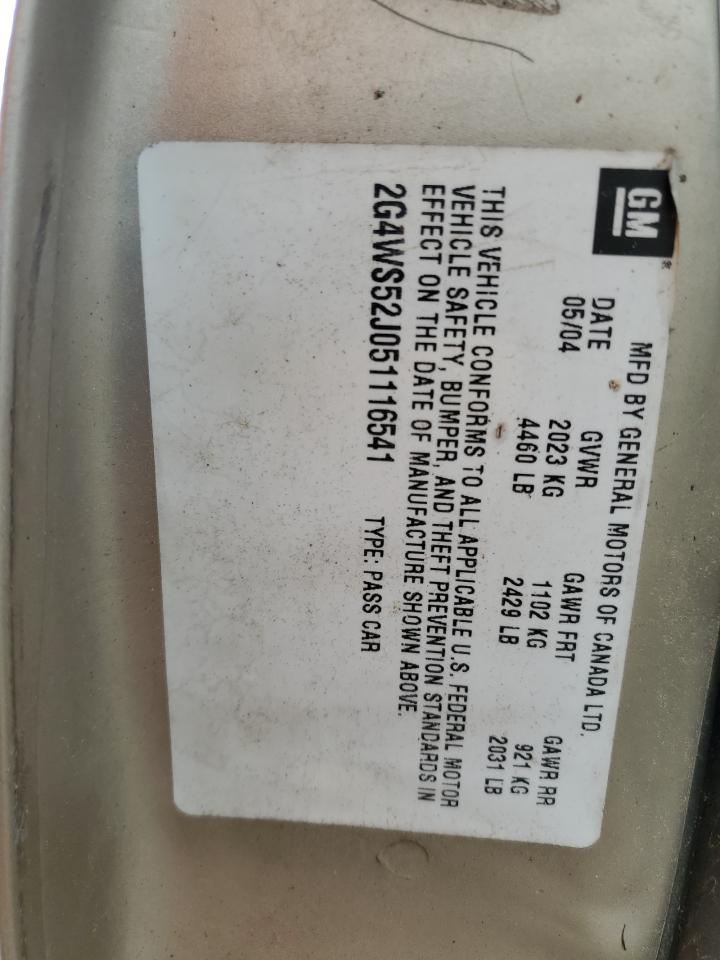 GM®
MFD BY GENERAL MOTORS OF CANADA LTD.
DATE GVWR GAWR FRT GAWR RR
05/04 2023 KG 1102 KG 921 KG
4460 LB 2429 LB 2031 LB
THIS VEHICLE CONFORMS TO ALL APPLICABLE U.S. FEDERAL MOTOR
VEHICLE SAFETY, BUMPER, AND THEFT PREVENTION STANDARDS IN
EFFECT ON THE DATE OF MANUFACTURE SHOWN ABOVE.
2G4WS52J051116541 TYPE: PASS CAR